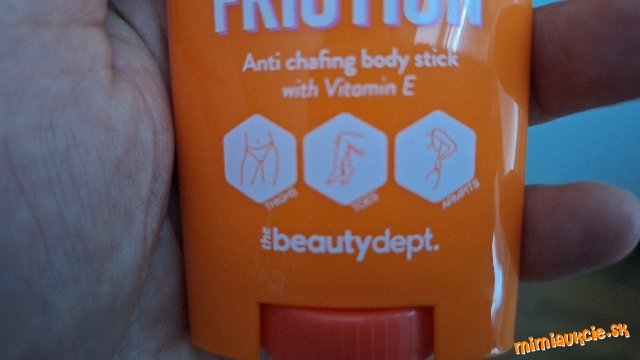 FRICTION
Anti chafing body stick
with Vitamin E
THIGHS
TOES
ARMPITS
the beautydept.
mimiaukcie.sk